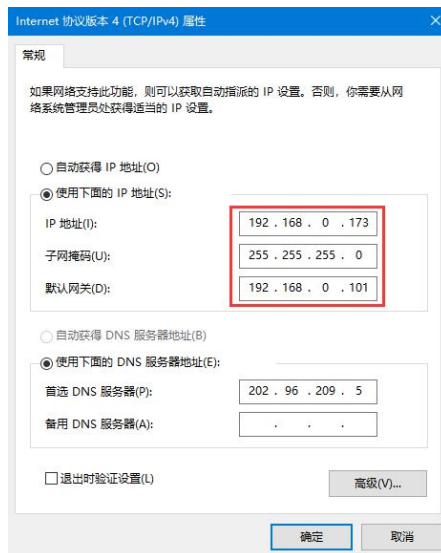 Internet 协议版本 4 (TCP/IPv4) 属性
常规
如果网络支持此功能，则可以获取自动指派的 IP 设置。否则，你需要从网
络系统管理员处获得适当的 IP 设置。
自动获得 IP 地址(O)
使用下面的 IP 地址(S):
IP 地址(I): 192 . 168 . 0 . 173
子网掩码(U): 255 . 255 . 255 . 0
默认网关(D): 192 . 168 . 0 . 101
自动获得 DNS 服务器地址(B)
使用下面的 DNS 服务器地址(E):
首选 DNS 服务器(P): 202 . 96 . 209 . 5
备用 DNS 服务器(A): . . .
退出时验证设置(L)
高级(V)...
确定 取消